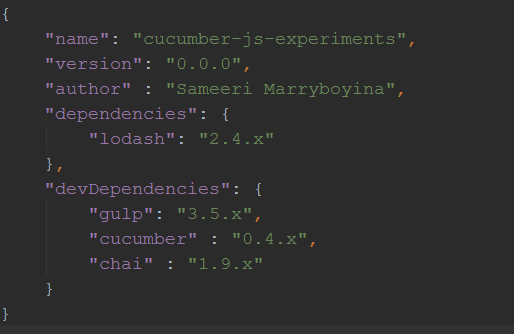 {
    "name": "cucumber-js-experiments",
    "version": "0.0.0",
    "author" : "Sameeri Marryboyina",
    "dependencies": {
        "lodash": "2.4.x"
    },
    "devDependencies": {
        "gulp": "3.5.x",
        "cucumber" : "0.4.x",
        "chai" : "1.9.x"
    }
}